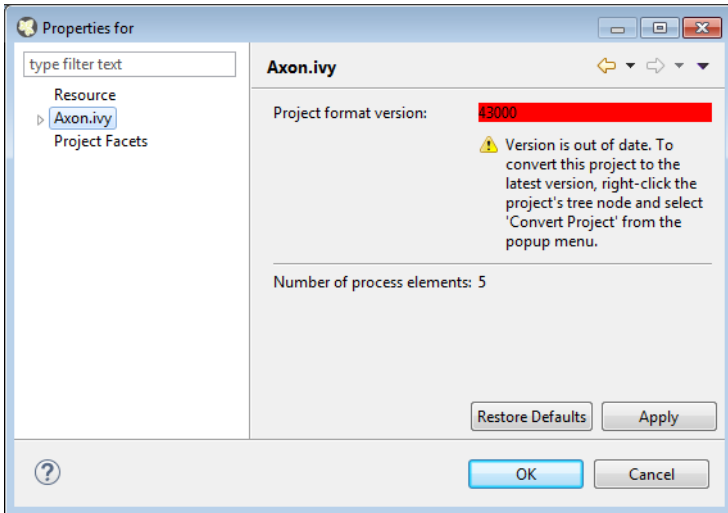 Properties for
type filter text
Resource
Axon.ivy
Project Facets
Axon.ivy
Project format version:
43000
Version is out of date. To
convert this project to the
latest version, right-click the
project's tree node and select
'Convert Project' from the
popup menu.
Number of process elements: 5
Restore Defaults
Apply
OK
Cancel